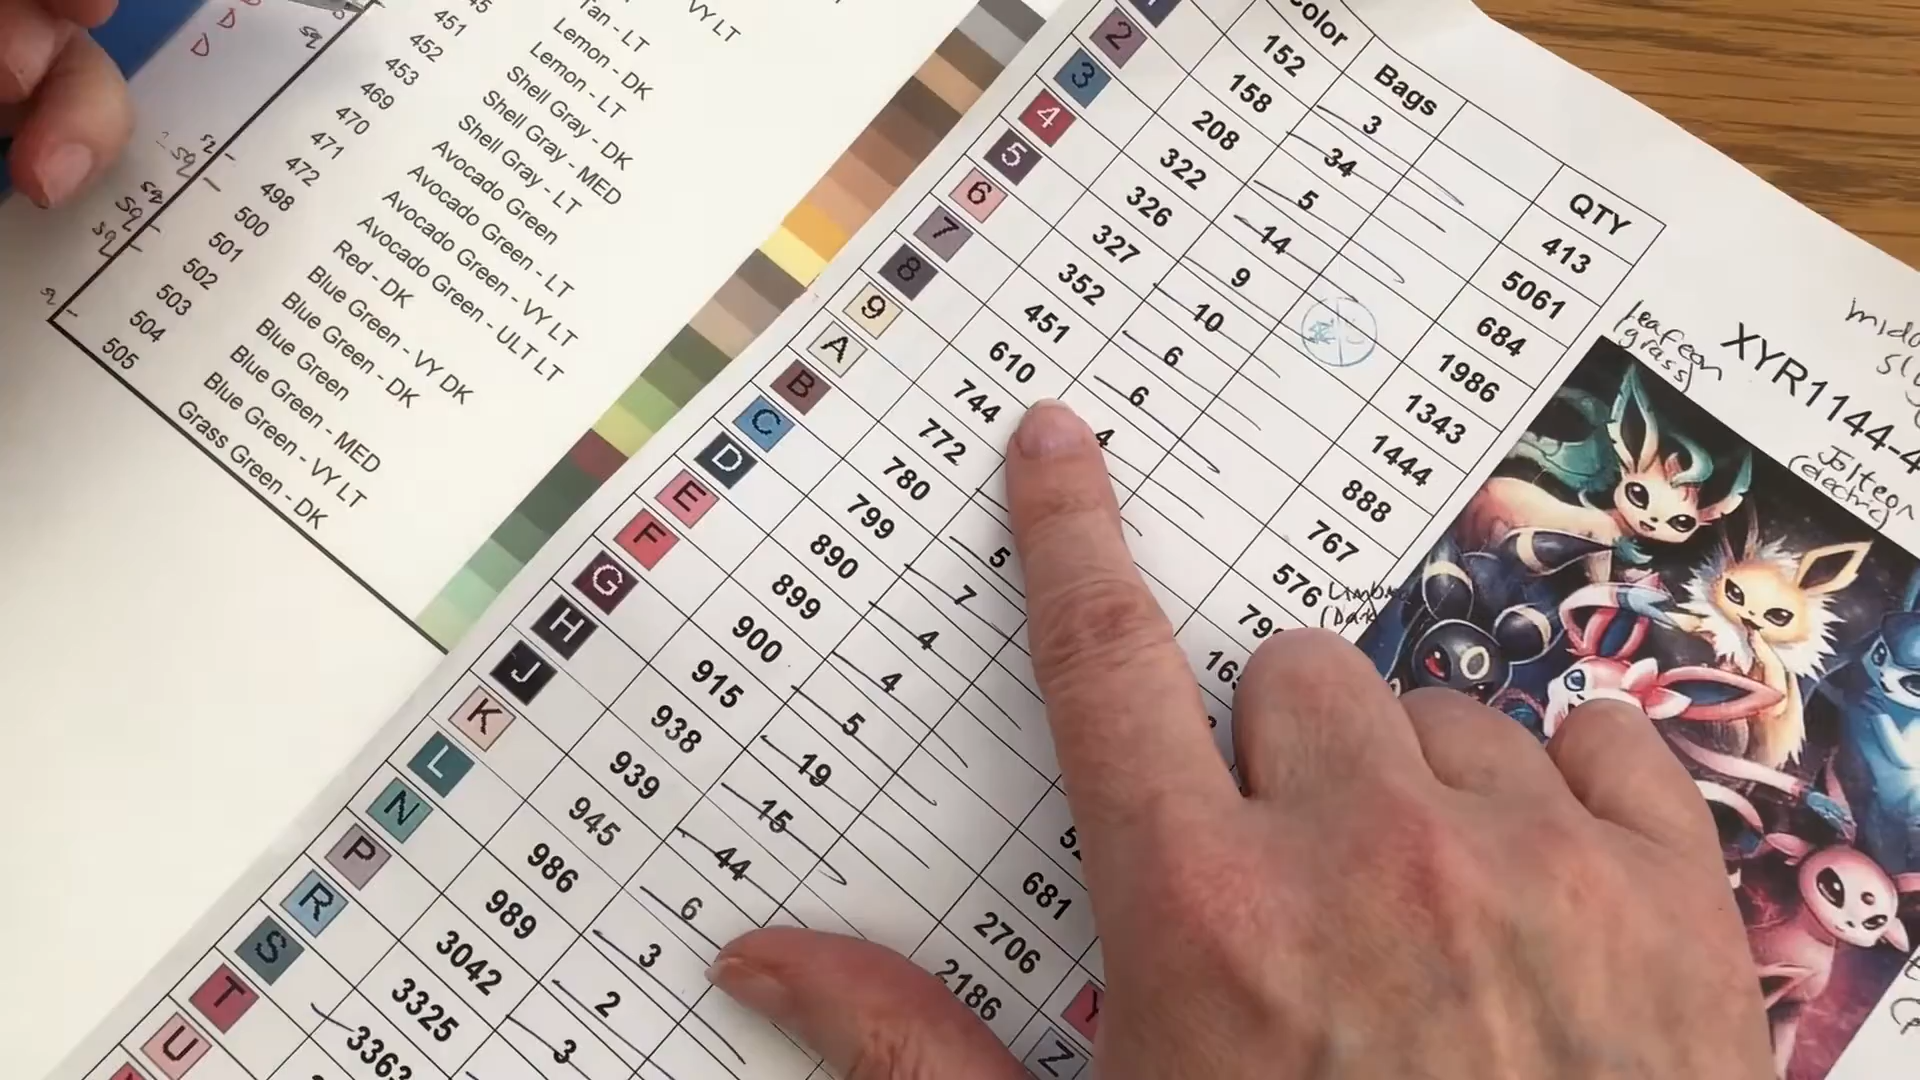 D
D
VY LT
Tan - LT
451 Lemon - DK
452 Lemon - LT
453 Shell Gray - DK
469 Shell Gray - MED
470 Shell Gray - LT
471 Avocado Green
472 Avocado Green - LT
498 Avocado Green - VY LT
500 Avocado Green - ULT LT
501 Red - DK
502 Blue Green - VY DK
503 Blue Green - DK
504 Blue Green
505 Blue Green - MED
Blue Green - VY LT
Grass Green - DK
Color Bags QTY
152 3 413
2 158 34 5061
3 208 5 684
4 322 14 1986
5 326 9 1343
6 327 10 1444
7 352 6 888
8 451 6 767
9 610 4 576
A 744
B 772 5
C 780 7
D 799 4
E 890 4
F 899 5
G 900 19
H 915 15
J 938 44
K 939 6 681
L 945 3 2706
N 986 2 2186
P 989 3
R 3042
S 3325
T 3363
U
Y
Z
leafeon
(grass)
XYR1144-4
Jolteon
(electric)